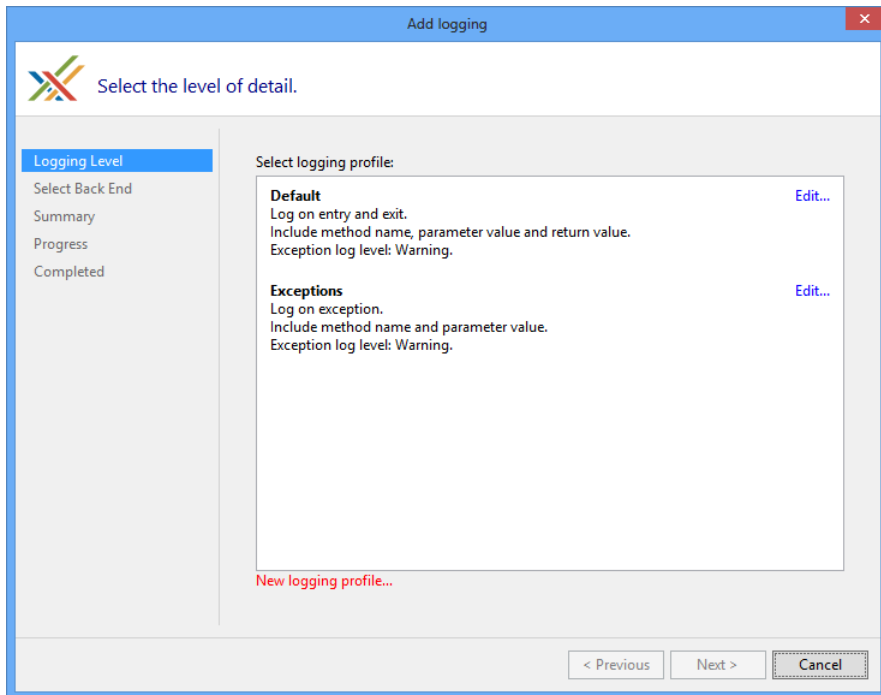 Add logging
Select the level of detail.
Logging Level
Select Back End
Summary
Progress
Completed
Select logging profile:
Default Edit...
Log on entry and exit.
Include method name, parameter value and return value.
Exception log level: Warning.
Exceptions Edit...
Log on exception.
Include method name and parameter value.
Exception log level: Warning.
New logging profile...
< Previous Next > Cancel